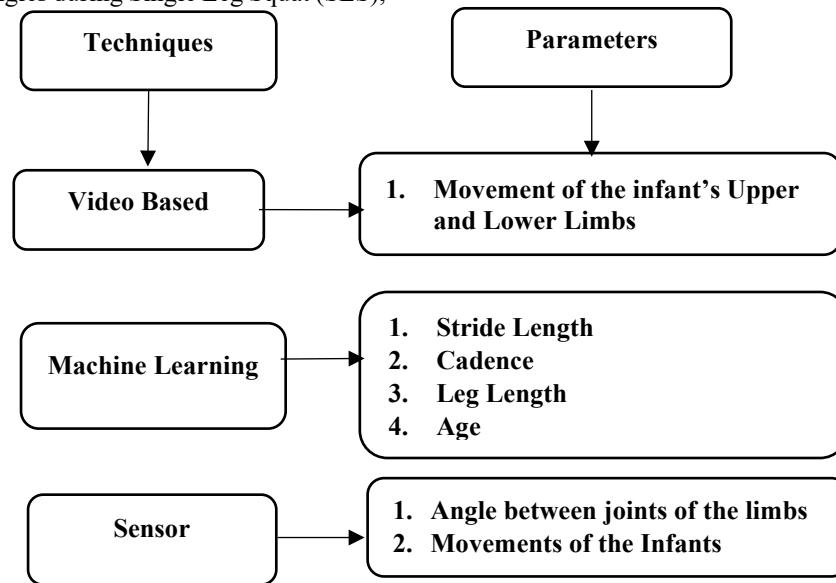 Single Leg Squat (SLS),
Techniques
Parameters
Video Based
1. Movement of the infant's Upper
and Lower Limbs
Machine Learning
1. Stride Length
2. Cadence
3. Leg Length
4. Age
Sensor
1. Angle between joints of the limbs
2. Movements of the Infants